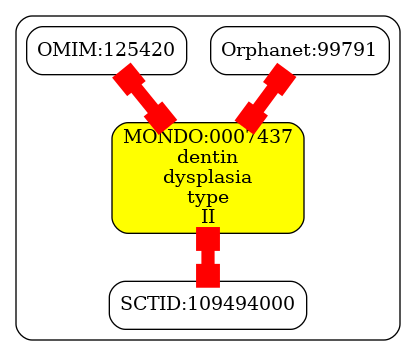 OMIM:125420
Orphanet:99791
MONDO:0007437
dentin
dysplasia
type
II
SCTID:109494000